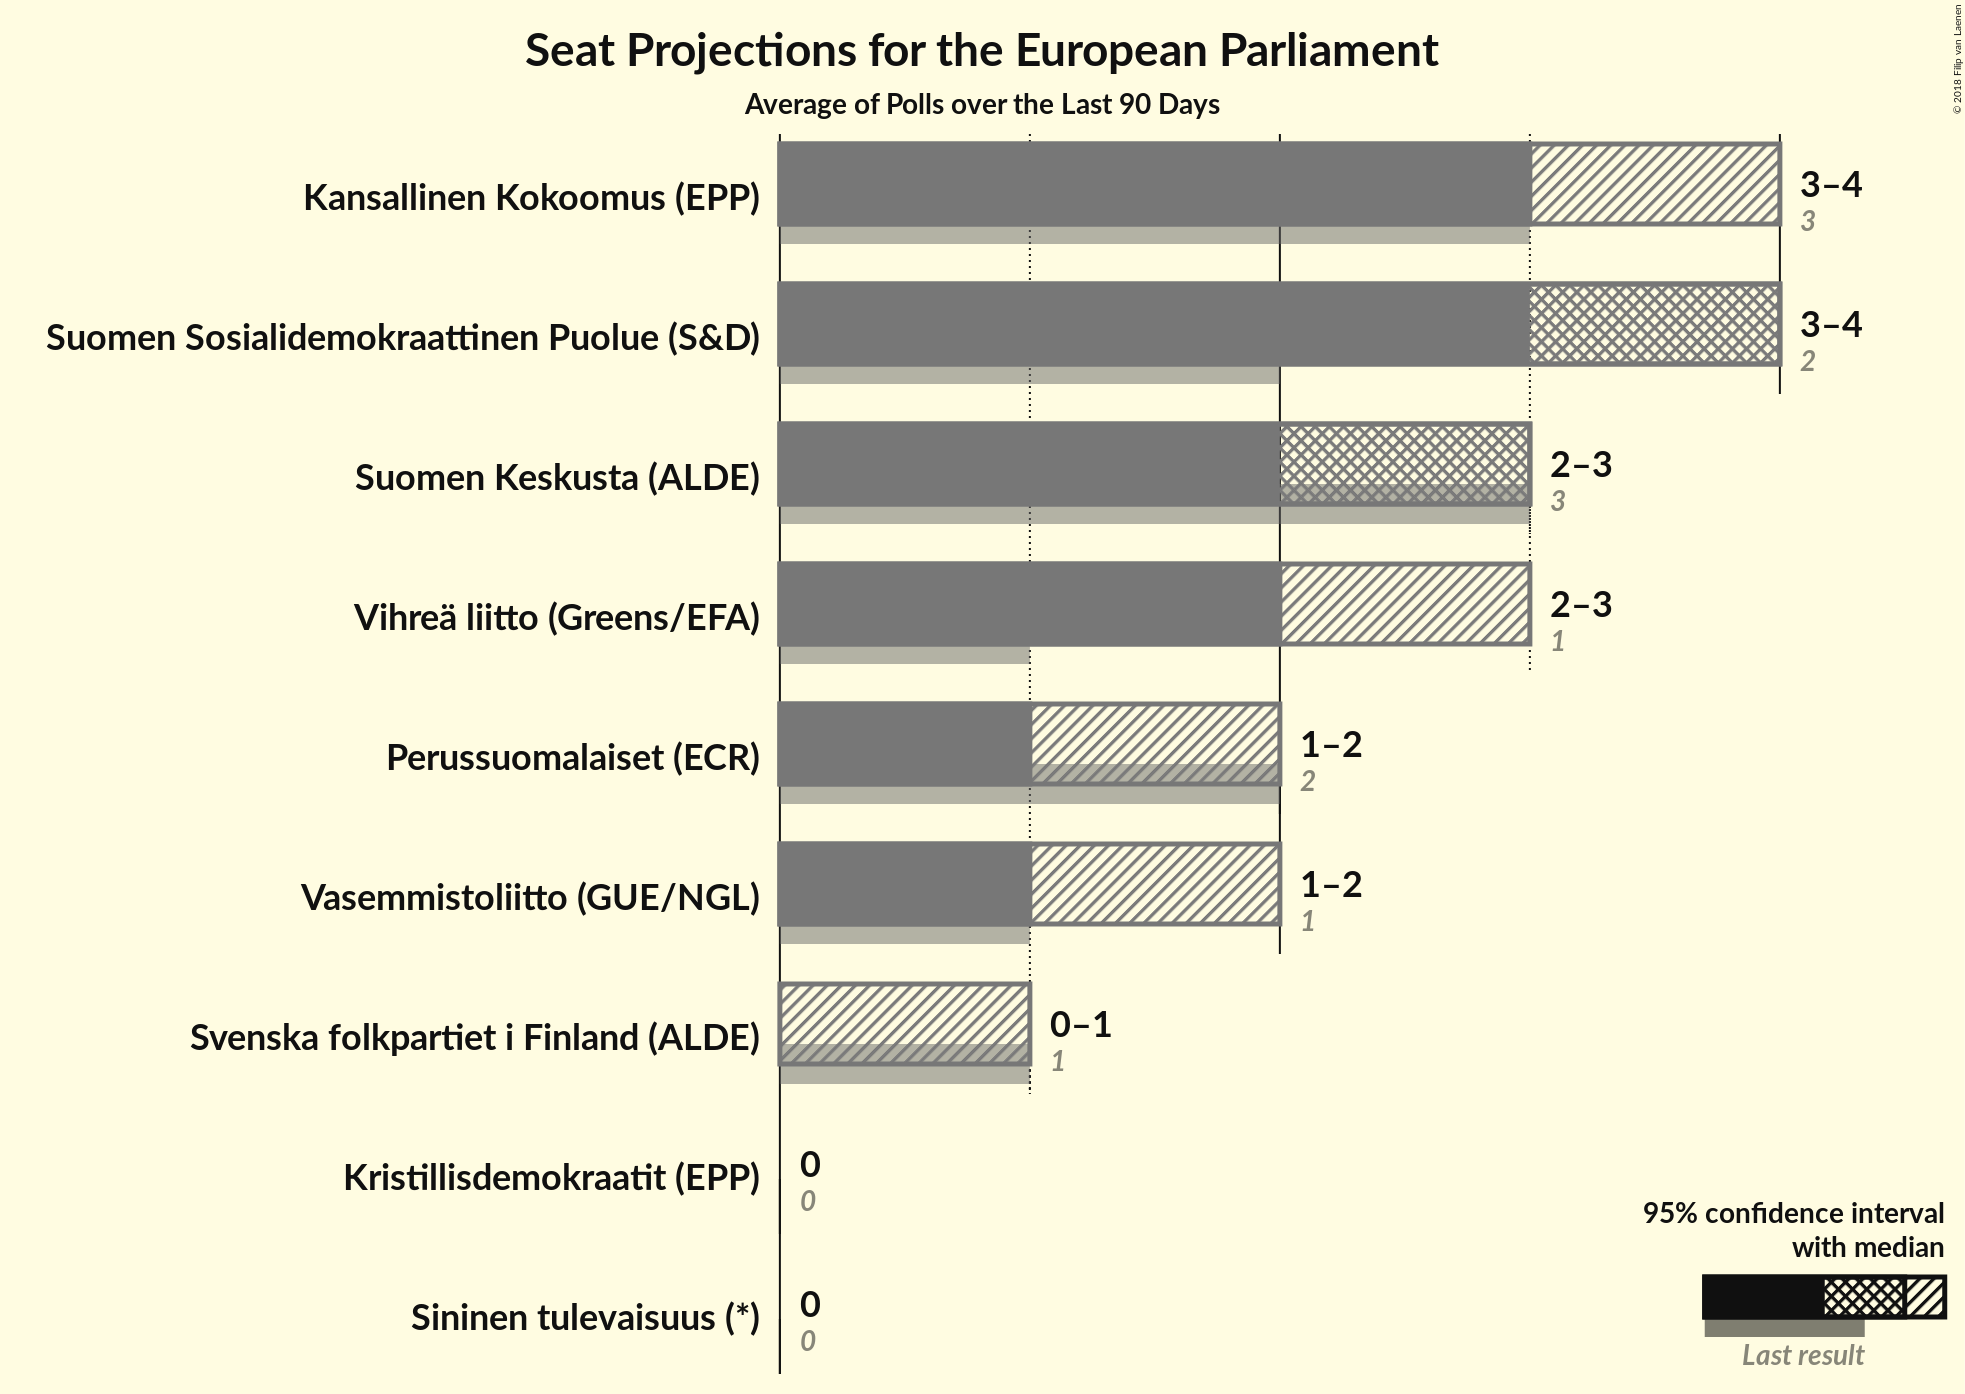 Seat Projections for the European Parliament
Average of Polls over the Last 90 Days
© 2018 Filip van Laenen
Kansallinen Kokoomus (EPP)
3–4
3
Suomen Sosialidemokraattinen Puolue (S&D)
3–4
2
Suomen Keskusta (ALDE)
2–3
3
Vihreä liitto (Greens/EFA)
2–3
1
Perussuomalaiset (ECR)
1–2
2
Vasemmistoliitto (GUE/NGL)
1–2
1
Svenska folkpartiet i Finland (ALDE)
0–1
1
Kristillisdemokraatit (EPP)
0
0
Sininen tulevaisuus (*)
0
0
95% confidence interval
with median
Last result